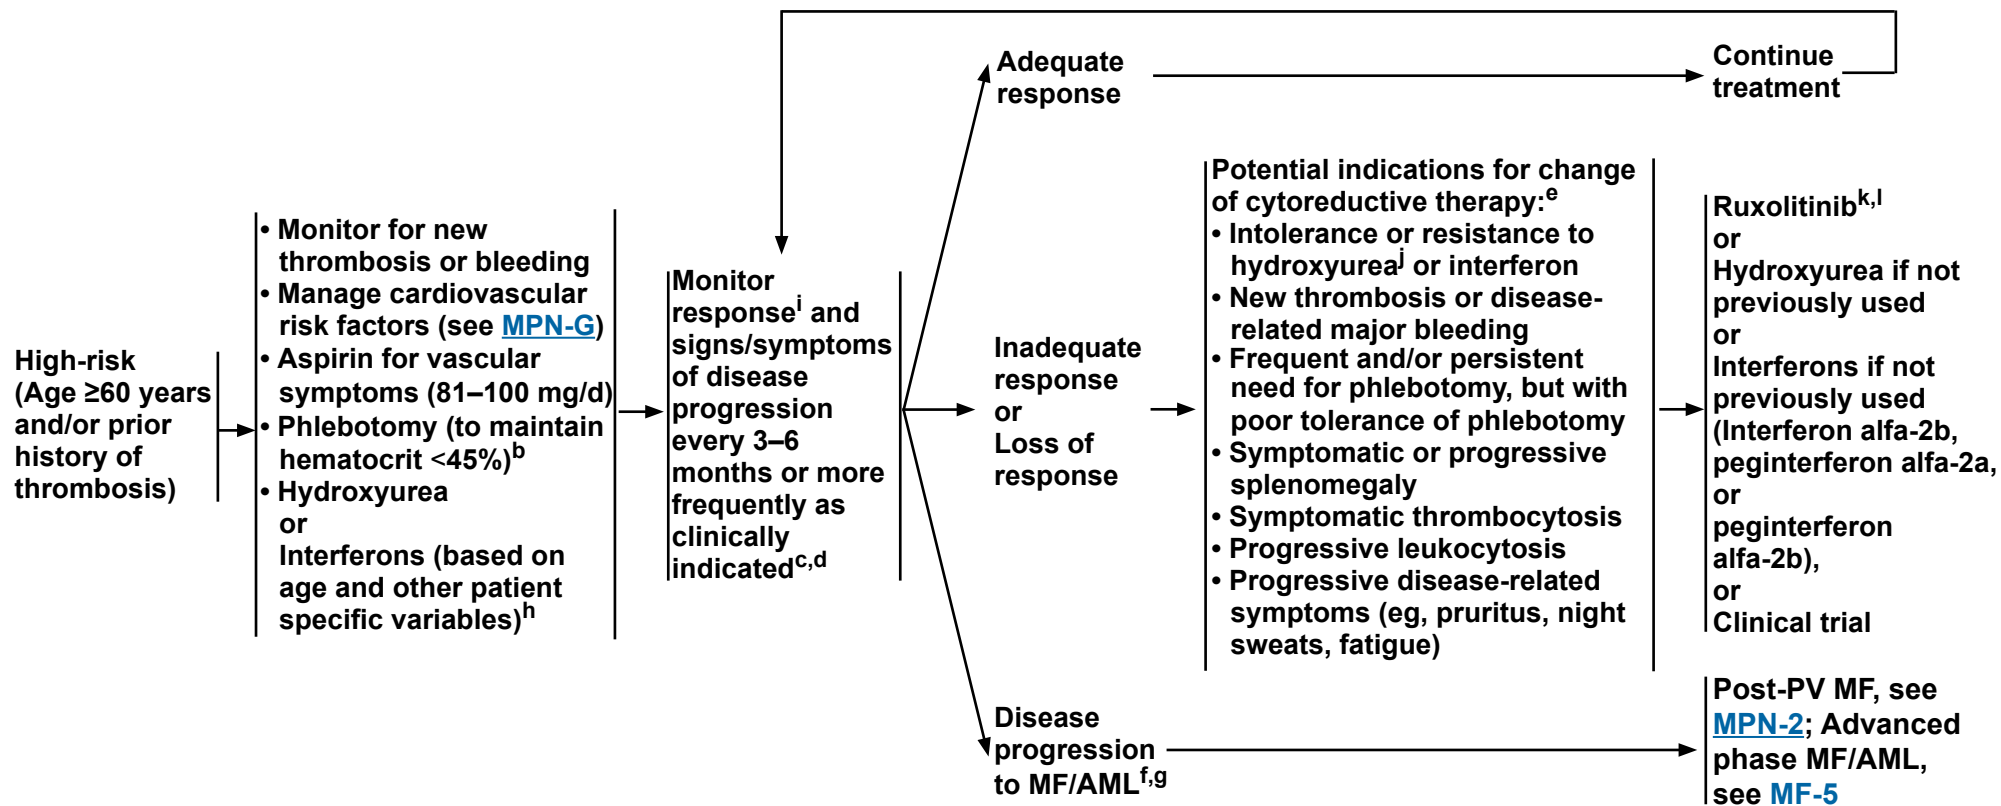 High-risk
(Age ≥60 years
and/or prior
history of
thrombosis)
• Monitor for new
thrombosis or bleeding
• Manage cardiovascular
risk factors (see MPN-G)
• Aspirin for vascular
symptoms (81–100 mg/d)
• Phlebotomy (to maintain
hematocrit <45%)b
• Hydroxyurea
or
Interferons (based on
age and other patient
specific variables)h
Monitor
responsei and
signs/symptoms
of disease
progression
every 3–6
months or more
frequently as
clinically
indicatedc,d
Adequate
response
Continue
treatment
Inadequate
response
or
Loss of
response
Potential indications for change
of cytoreductive therapy:e
• Intolerance or resistance to
hydroxyureaj or interferon
• New thrombosis or disease-
related major bleeding
• Frequent and/or persistent
need for phlebotomy, but with
poor tolerance of phlebotomy
• Symptomatic or progressive
splenomegaly
• Symptomatic thrombocytosis
• Progressive leukocytosis
• Progressive disease-related
symptoms (eg, pruritus, night
sweats, fatigue)
Ruxolitinibk,l
or
Hydroxyurea if not
previously used
or
Interferons if not
previously used
(Interferon alfa-2b,
peginterferon alfa-2a,
or
peginterferon
alfa-2b),
or
Clinical trial
Disease
progression
to MF/AMLf,g
Post-PV MF, see
MPN-2; Advanced
phase MF/AML,
see MF-5